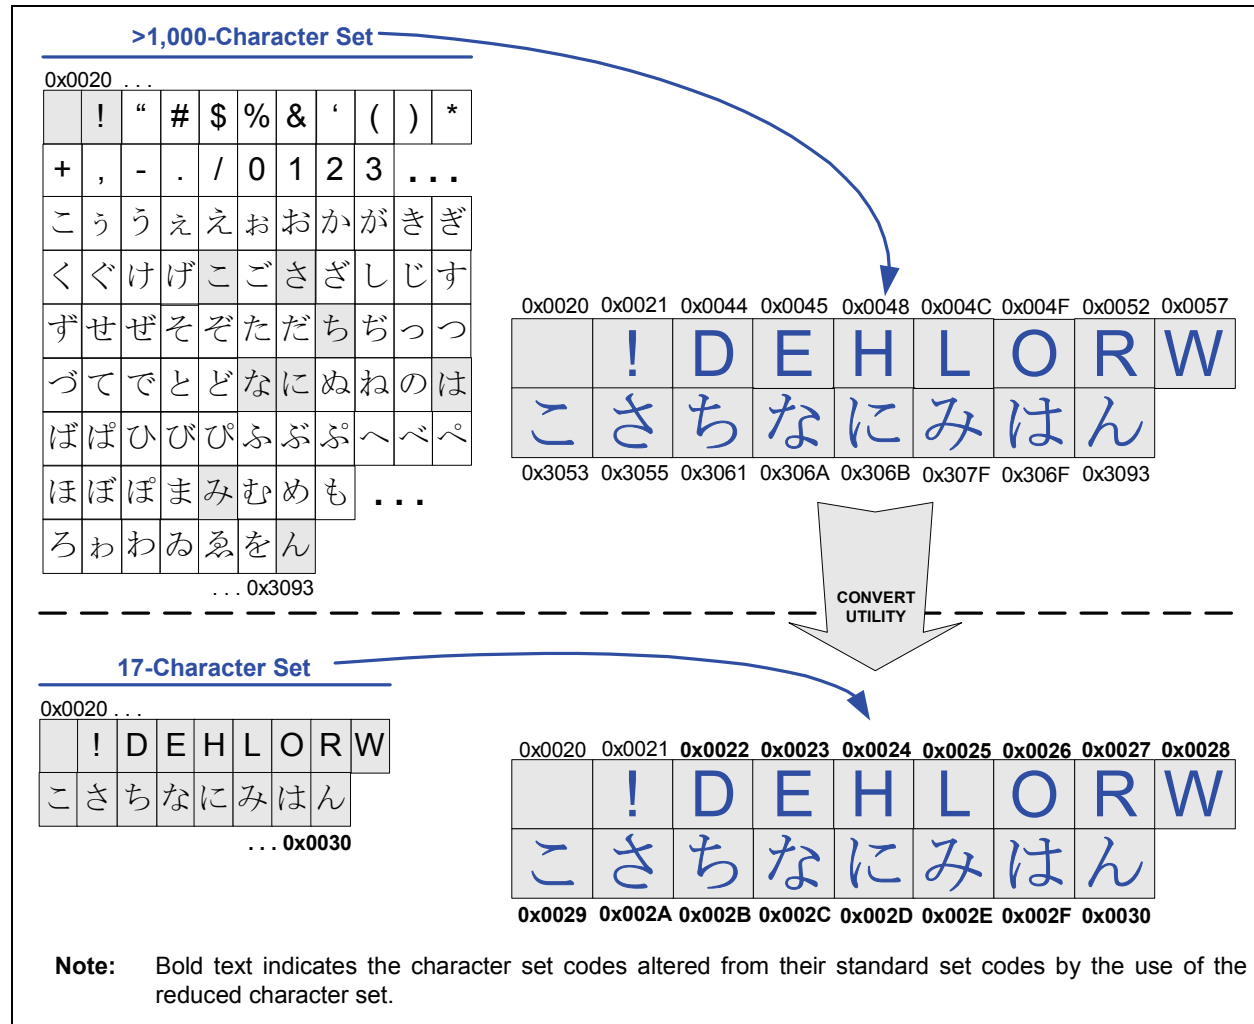 >1,000-Character Set
0x0020 . . .
! “ # $ % & ‘ ( ) *
+ , - . / 0 1 2 3 . . .
こ ぅ う ぇ え ぉ お か が き ぎ
く ぐ け げ こ ご さ ざ し じ す
ず せ ぜ そ ぞ た だ ち ぢ っ つ
づ て で と ど な に ぬ ね の は
ば ぱ ひ び ぴ ふ ぶ ぷ へ べ ぺ
ほ ぼ ぽ ま み む め も . . .
ろ ゎ わ ゐ ゑ を ん
. . . 0x3093
0x0020 0x0021 0x0044 0x0045 0x0048 0x004C 0x004F 0x0052 0x0057
! D E H L O R W
こ さ ち な に み は ん
0x3053 0x3055 0x3061 0x306A 0x306B 0x307F 0x306F 0x3093
CONVERT
UTILITY
17-Character Set
0x0020 . . .
! D E H L O R W
こ さ ち な に み は ん
. . . 0x0030
0x0020 0x0021 0x0022 0x0023 0x0024 0x0025 0x0026 0x0027 0x0028
! D E H L O R W
こ さ ち な に み は ん
0x0029 0x002A 0x002B 0x002C 0x002D 0x002E 0x002F 0x0030
Note: Bold text indicates the character set codes altered from their standard set codes by the use of the
reduced character set.